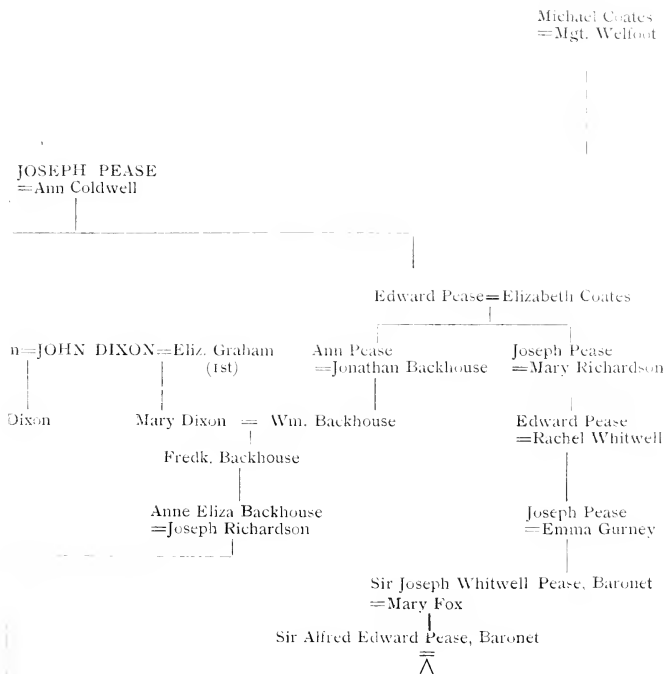 Michael Coates
=Mgt. Welfoot
JOSEPH PEASE
=Ann Coldwell
Edward Pease=Elizabeth Coates
n=JOHN DIXON=Eliz. Graham
(1st)
Ann Pease
=Jonathan Backhouse
Joseph Pease
=Mary Richardson
Dixon
Mary Dixon = Wm. Backhouse
Edward Pease
=Rachel Whitwell
Fredk. Backhouse
Anne Eliza Backhouse
=Joseph Richardson
Joseph Pease
=Emma Gurney
Sir Joseph Whitwell Pease, Baronet
=Mary Fox
Sir Alfred Edward Pease, Baronet
=